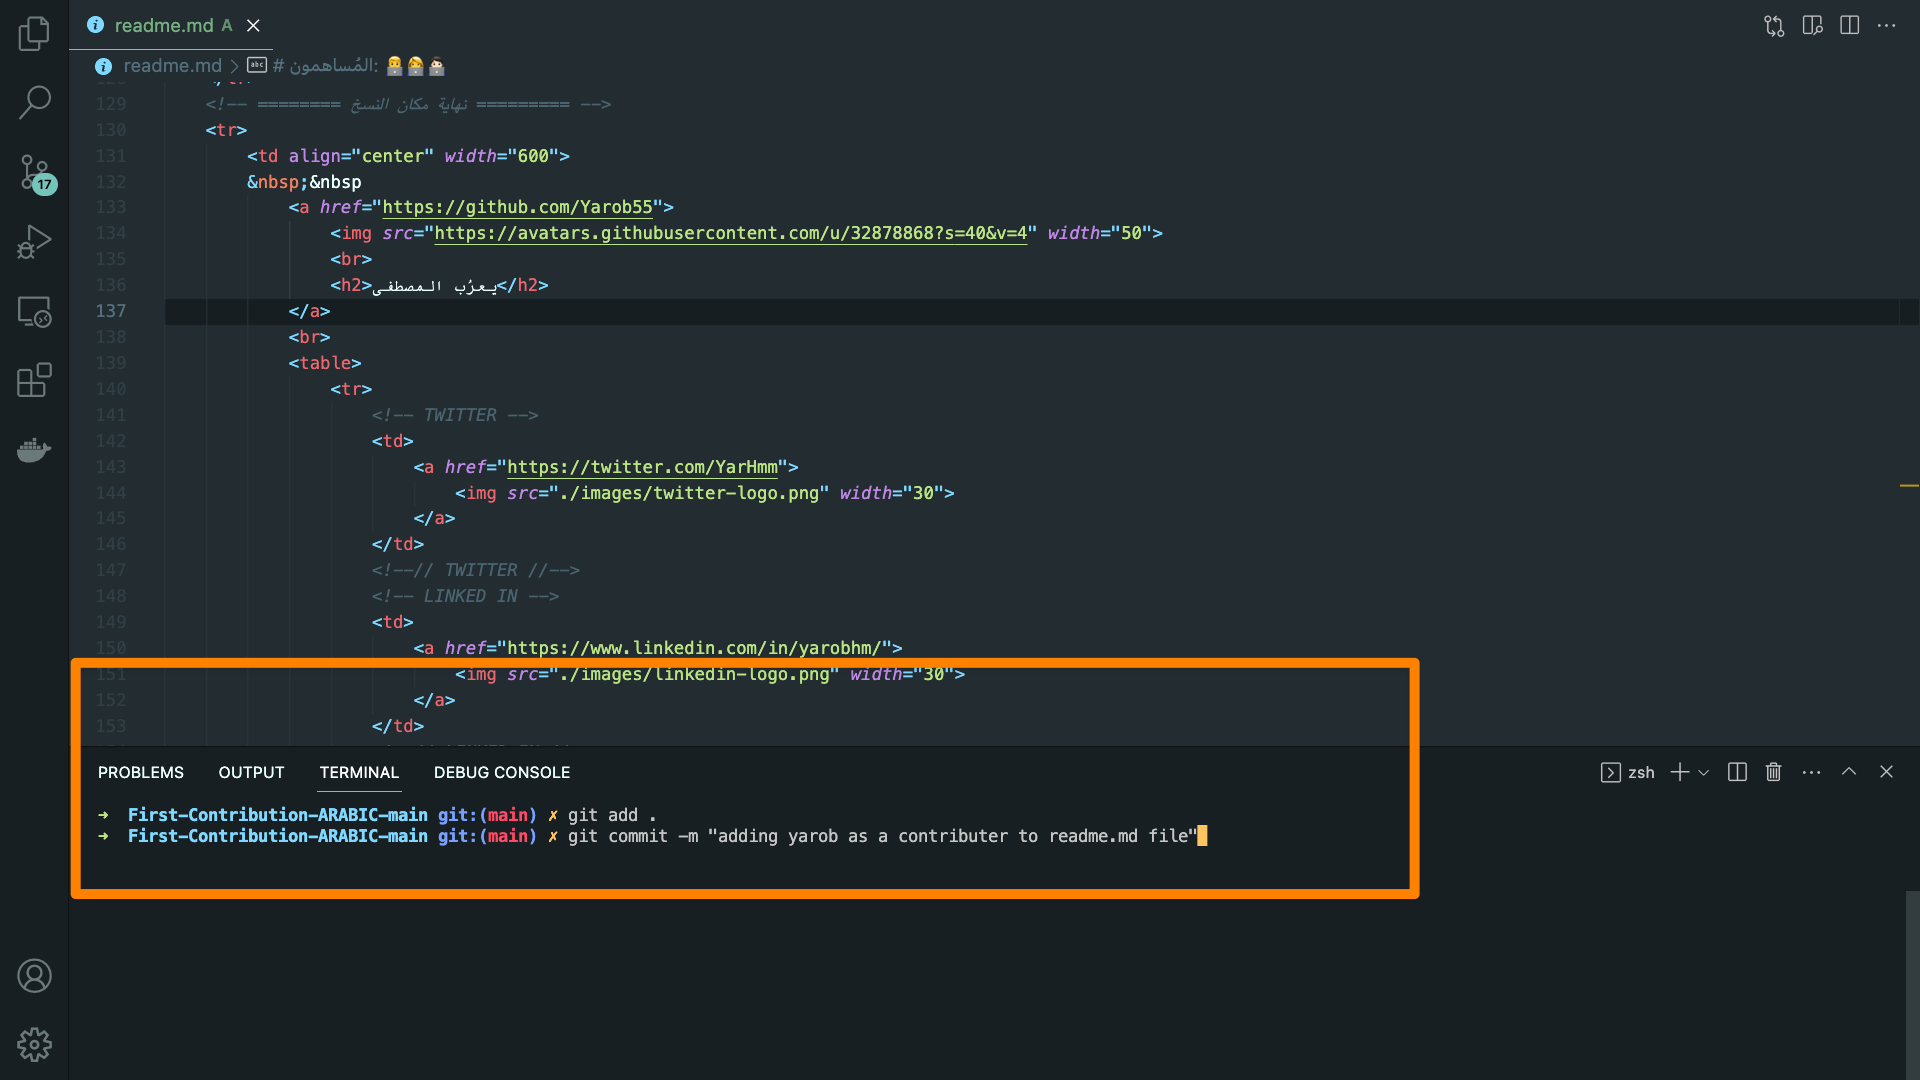 readme.md A
readme.md > # المُساهمون:
129 <!-- ======== نهاية مكان النسخ ========= -->
130 <tr>
131 <td align="center" width="600">
132 &nbsp;&nbsp
133 <a href="https://github.com/Yarob55">
134 <img src="https://avatars.githubusercontent.com/u/32878868?s=40&v=4" width="50">
135 <br>
136 <h2>يعرُب المصطفى</h2>
137 </a>
138 <br>
139 <table>
140 <tr>
141 <!-- TWITTER -->
142 <td>
143 <a href="https://twitter.com/YarHmm">
144 <img src="./images/twitter-logo.png" width="30">
145 </a>
146 </td>
147 <!--// TWITTER //-->
148 <!-- LINKED IN -->
149 <td>
150 <a href="https://www.linkedin.com/in/yarobhm/">
151 <img src="./images/linkedin-logo.png" width="30">
152 </a>
153 </td>
17
PROBLEMS OUTPUT TERMINAL DEBUG CONSOLE zsh
➜ First-Contribution-ARABIC-main git:(main) ✗ git add .
➜ First-Contribution-ARABIC-main git:(main) ✗ git commit -m "adding yarob as a contributer to readme.md file"